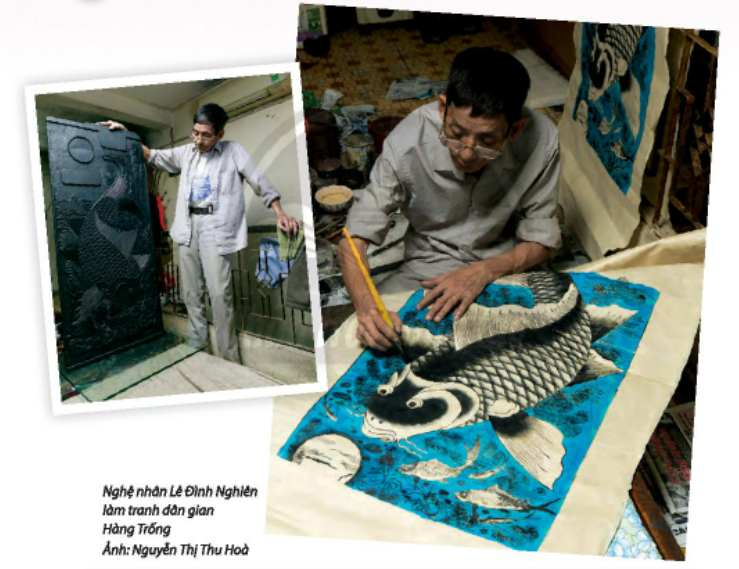 Nghệ nhân Lê Đình Nghiên
làm tranh dân gian
Hàng Trống
Ảnh: Nguyễn Thị Thu Hoà